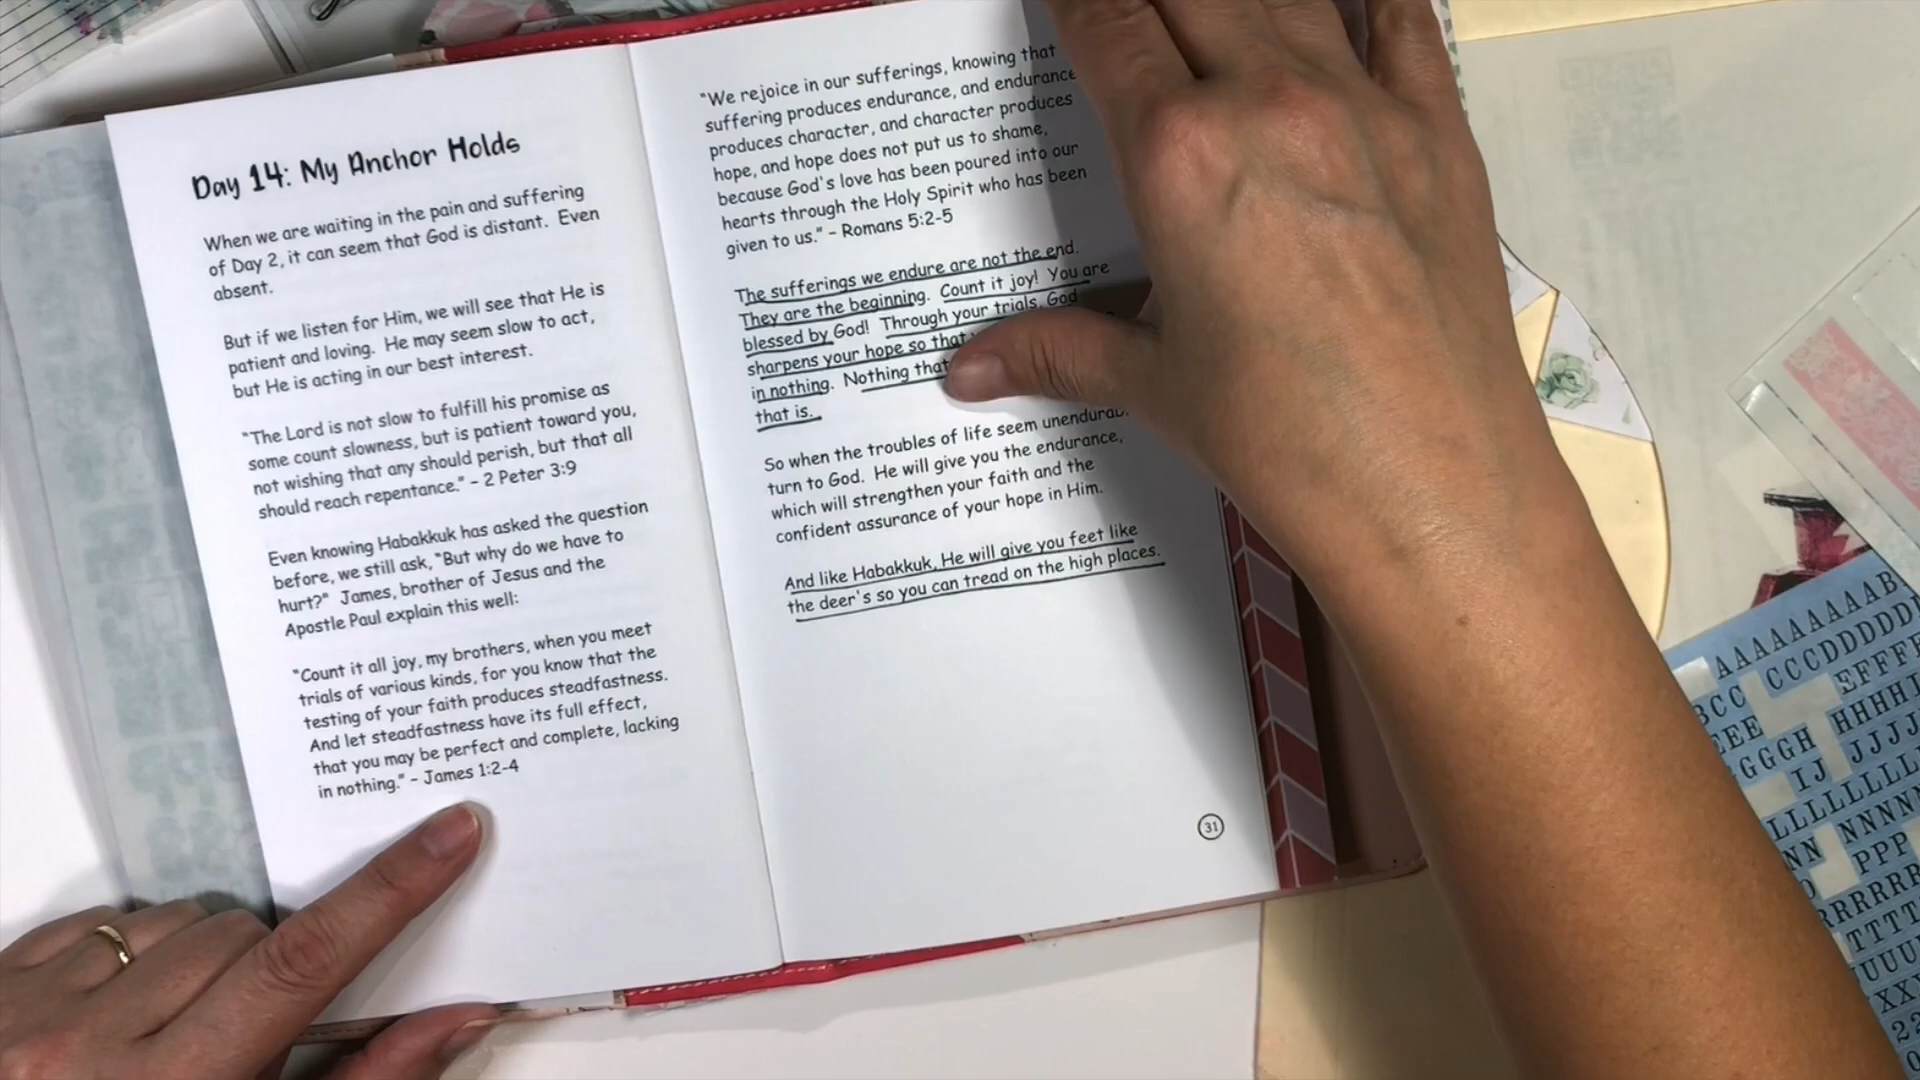 Day 14: My Anchor Holds
When we are waiting in the pain and suffering
of Day 2, it can seem that God is distant. Even
absent.
But if we listen for Him, we will see that He is
patient and loving. He may seem slow to act,
but He is acting in our best interest.
"The Lord is not slow to fulfill his promise as
some count slowness, but is patient toward you,
not wishing that any should perish, but that all
should reach repentance." – 2 Peter 3:9
Even knowing Habakkuk has asked the question
before, we still ask, "But why do we have to
hurt?" James, brother of Jesus and the
Apostle Paul explain this well:
"Count it all joy, my brothers, when you meet
trials of various kinds, for you know that the
testing of your faith produces steadfastness.
And let steadfastness have its full effect,
that you may be perfect and complete, lacking
in nothing." – James 1:2-4
"We rejoice in our sufferings, knowing that
suffering produces endurance, and endurance
produces character, and character produces
hope, and hope does not put us to shame,
because God's love has been poured into our
hearts through the Holy Spirit who has been
given to us." – Romans 5:2-5
The sufferings we endure are not the end.
They are the beginning. Count it joy! You are
blessed by God! Through your trials, God
sharpens your hope so that
in nothing. Nothing that
that is.
So when the troubles of life seem
turn to God. He will give you the endurance,
which will strengthen your faith and the
confident assurance of your hope in Him.
And like Habakkuk, He will give you feet like
the deer's so you can tread on the high places.
31